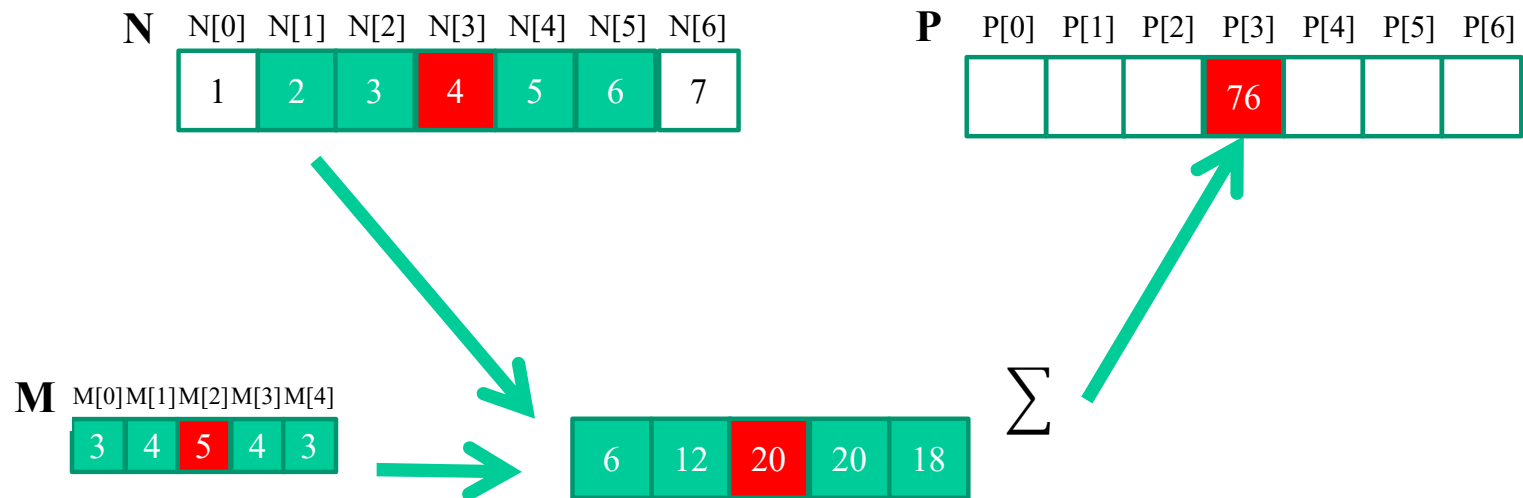 N N[0] N[1] N[2] N[3] N[4] N[5] N[6]
1 2 3 4 5 6 7
P P[0] P[1] P[2] P[3] P[4] P[5] P[6]
76
M M[0] M[1] M[2] M[3] M[4]
3 4 5 4 3
6 12 20 20 18
∑